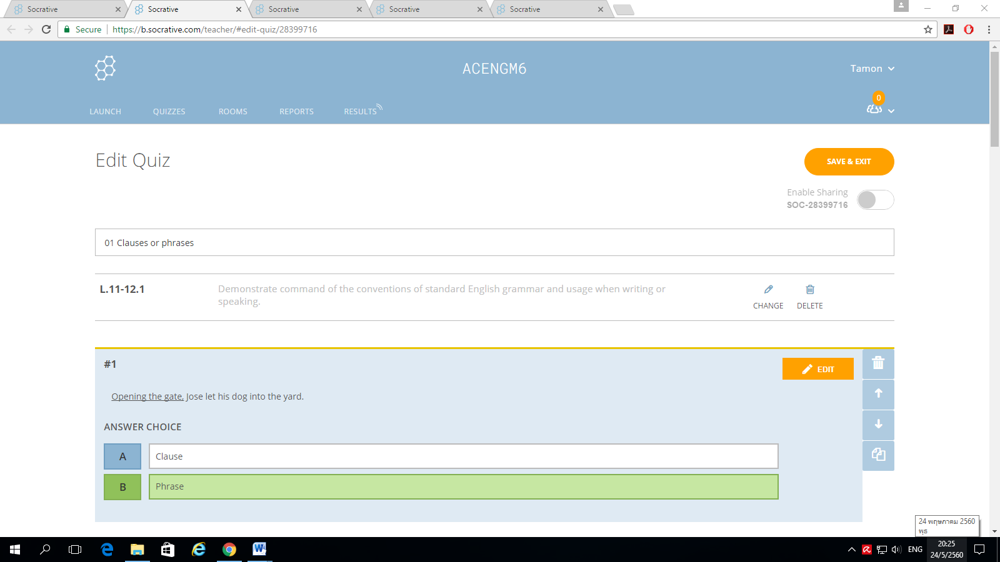 Socrative
Socrative
Socrative
Socrative
Socrative
Secure
https://b.socrative.com/teacher/#edit-quiz/28399716
ACENGM6
Tamon
0
LAUNCH
QUIZZES
ROOMS
REPORTS
RESULTS
Edit Quiz
SAVE & EXIT
Enable Sharing
SOC-28399716
01 Clauses or phrases
L.11-12.1
Demonstrate command of the conventions of standard English grammar and usage when writing or
speaking.
CHANGE
DELETE
#1
EDIT
Opening the gate, Jose let his dog into the yard.
ANSWER CHOICE
A
Clause
B
Phrase
24 พฤษภาคม 2560
พุธ
ENG
20:25
24/5/2560